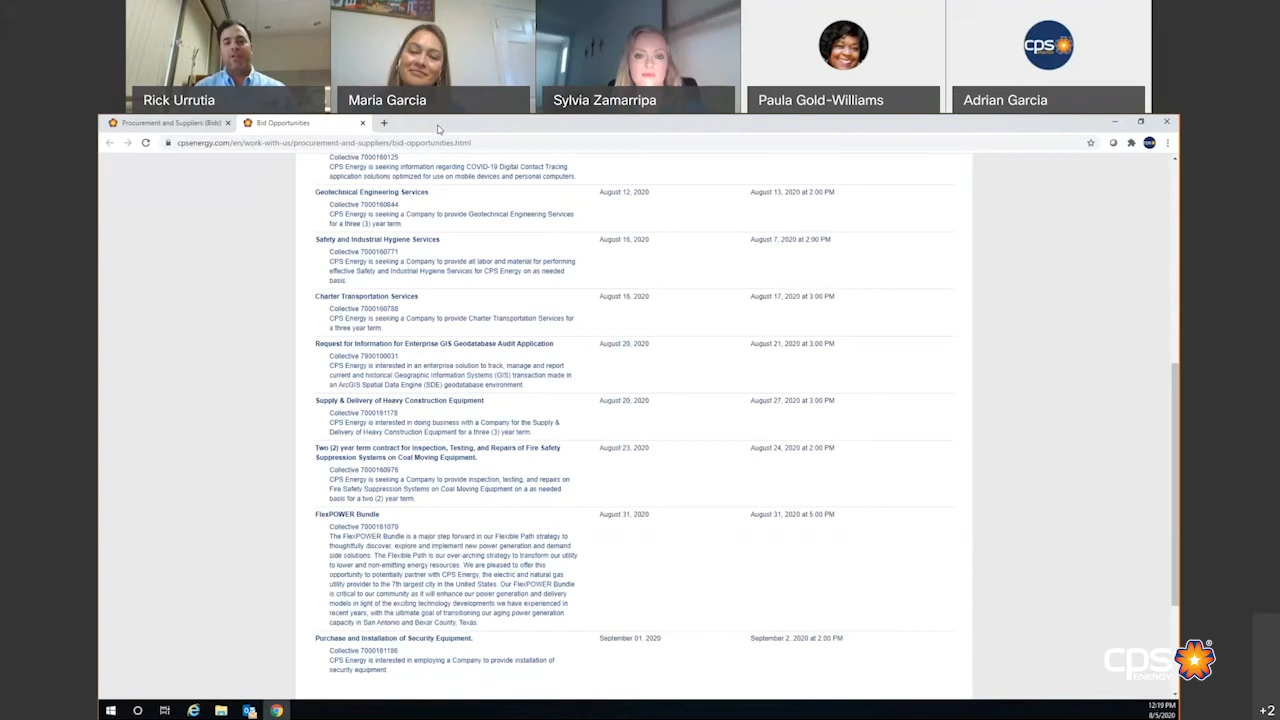 cps
Rick Urrutia
Maria Garcia
Sylvia Zamarripa
Paula Gold-Williams
Adrian Garcia
Procurement and Suppliers (Bids)
Bid Opportunities
cpsenergy.com/en/work-with-us/procurement-and-suppliers/bid-opportunities.html
Collective 7000160125
CPS Energy is seeking information regarding COVID-19 Digital Contact Tracing
application solutions optimized for use on mobile devices and personal computers.
Geotechnical Engineering Services August 12, 2020 August 13, 2020 at 2:00 PM
Collective 7000160844
CPS Energy is seeking a Company to provide Geotechnical Engineering Services
for a three (3) year term.
Safety and Industrial Hygiene Services August 16, 2020 August 7, 2020 at 2:00 PM
Collective 7000160771
CPS Energy is seeking a Company to provide all labor and material for performing
effective Safety and Industrial Hygiene Services for CPS Energy on as needed
basis.
Charter Transportation Services August 16, 2020 August 17, 2020 at 3:00 PM
Collective 7000160788
CPS Energy is seeking a Company to provide Charter Transportation Services for
a three year term.
Request for Information for Enterprise GIS Geodatabase Audit Application August 20, 2020 August 21, 2020 at 3:00 PM
Collective 7900100031
CPS Energy is interested in an enterprise solution to track, manage and report
current and historical Geographic Information Systems (GIS) transaction made in
an ArcGIS Spatial Data Engine (SDE) geodatabase environment.
Supply & Delivery of Heavy Construction Equipment August 20, 2020 August 27, 2020 at 3:00 PM
Collective 7000161178
CPS Energy is interested in doing business with a Company for the Supply &
Delivery of Heavy Construction Equipment for a three (3) year term.
Two (2) year term contract for Inspection, Testing, and Repairs of Fire Safety August 23, 2020 August 24, 2020 at 2:00 PM
Suppression Systems on Coal Moving Equipment.
Collective 7000160976
CPS Energy is seeking a Company to provide inspection, testing, and repairs on
Fire Safety Suppression Systems on Coal Moving Equipment on a as needed
basis for a two (2) year term.
FlexPOWER Bundle August 31, 2020 August 31, 2020 at 5:00 PM
Collective 7000161070
The FlexPOWER Bundle is a major step forward in our Flexible Path strategy to
thoughtfully discover, explore and implement new power generation and demand
side solutions. The Flexible Path is our over-arching strategy to transform our utility
to lower and non-emitting energy resources. We are pleased to offer this
opportunity to potentially partner with CPS Energy, the electric and natural gas
utility provider to the 7th largest city in the United States. Our FlexPOWER Bundle
is critical to our community as it will enhance our power generation and delivery
models in light of the exciting technology developments we have experienced in
recent years, with the ultimate goal of transitioning our aging power generation
capacity in San Antonio and Bexar County, Texas.
Purchase and Installation of Security Equipment. September 01, 2020 September 2, 2020 at 2:00 PM
Collective 7000161186
CPS Energy is interested in employing a Company to provide installation of
security equipment.
cps
ENERGY
®
12:19 PM
8/5/2020
+2